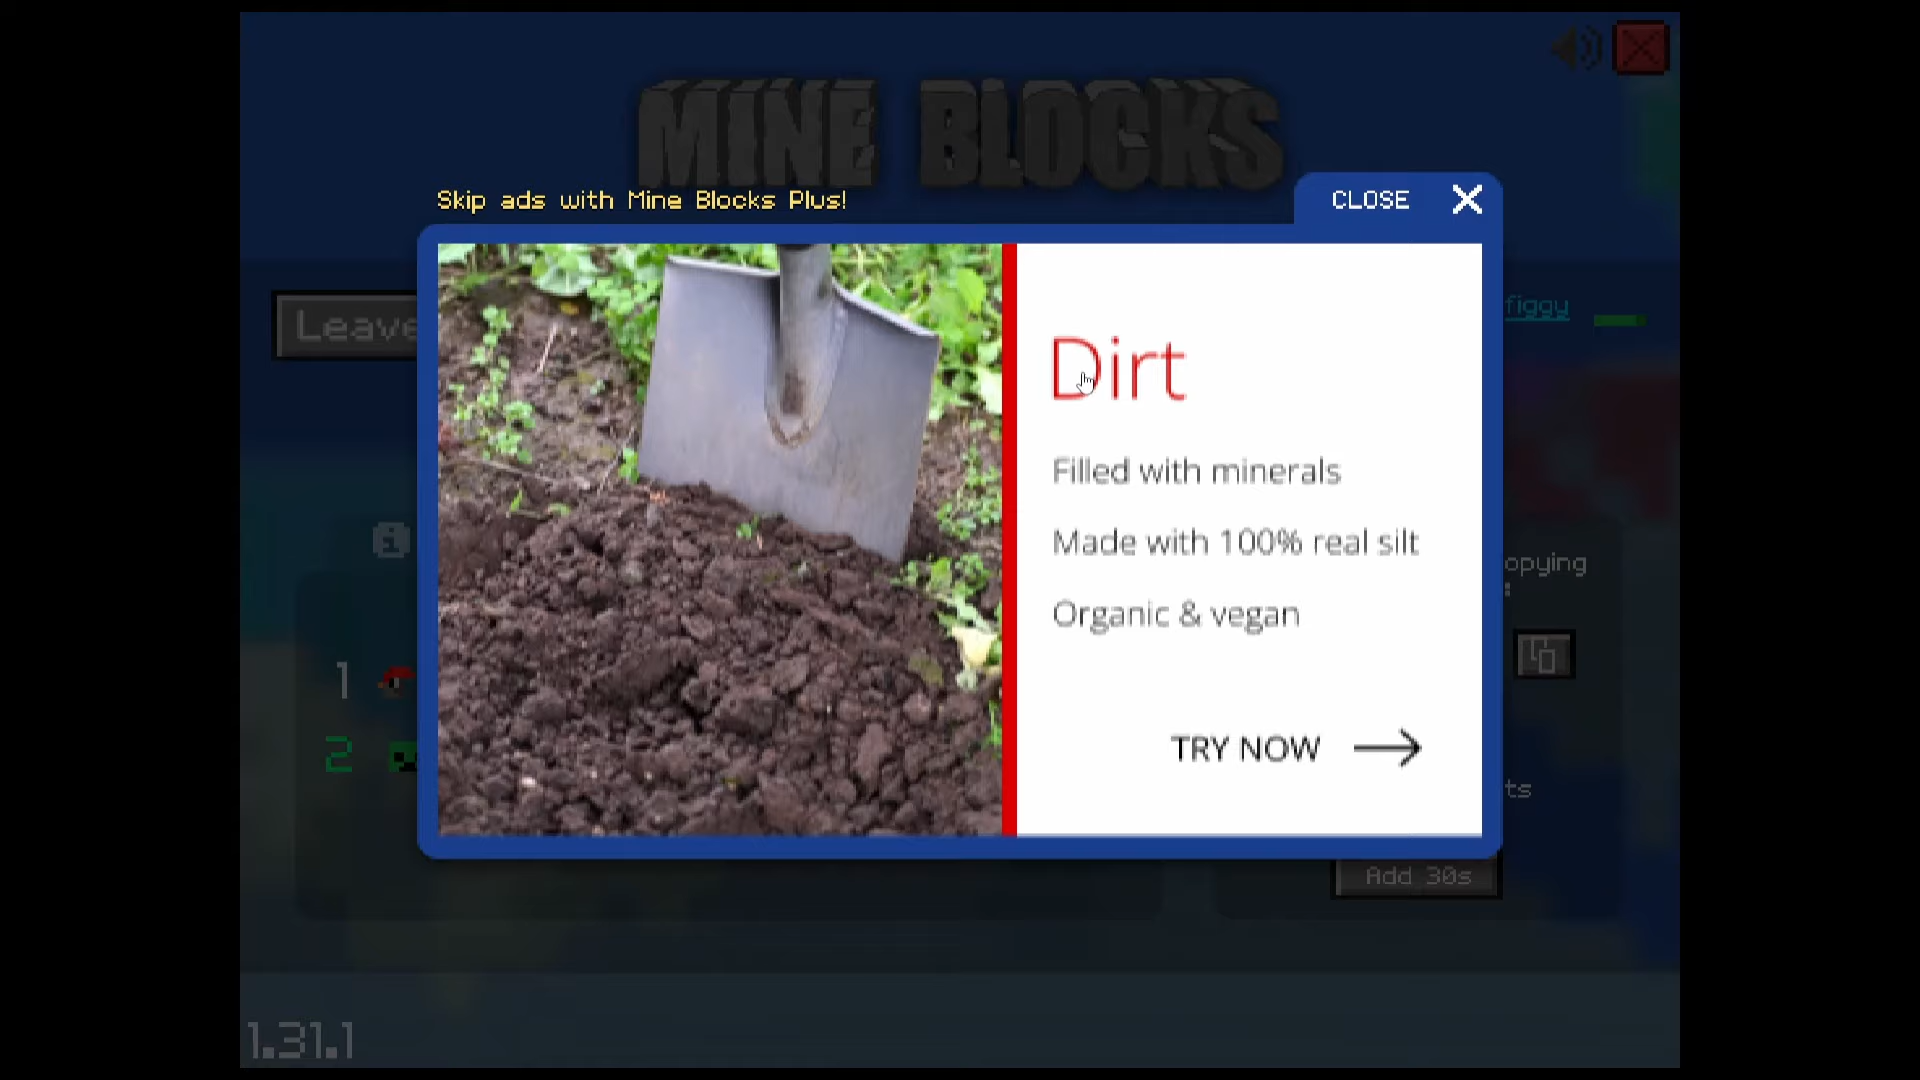 MINE BLOCKS
Skip ads with Mine Blocks Plus!
CLOSE
Leave
figgy
Dirt
Filled with minerals
Made with 100% real silt
Organic & vegan
TRY NOW
opying
1
2
ts
Add 30s
1.31.1